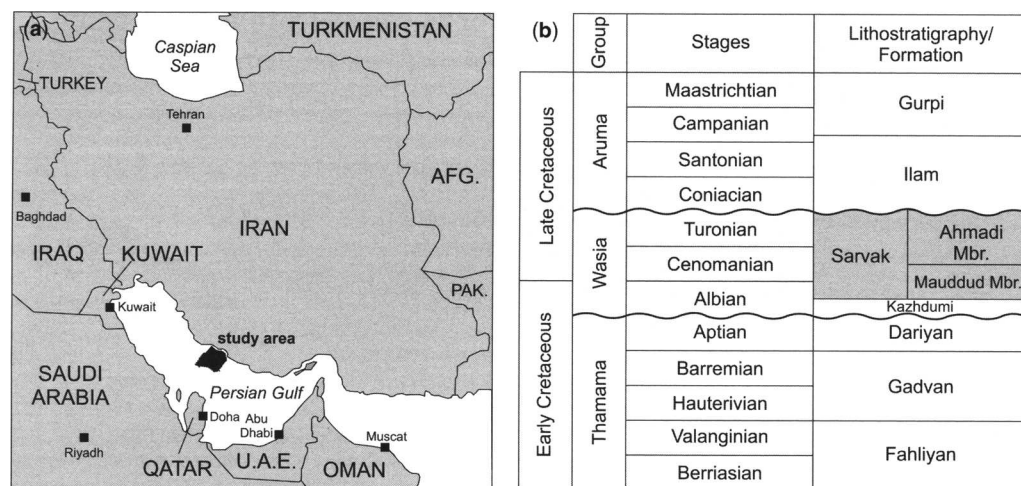 (a)
Caspian
Sea
TURKMENISTAN
TURKEY
Tehran
AFG.
Baghdad
IRAN
IRAQ
KUWAIT
PAK.
Kuwait
study area
SAUDI
ARABIA
Persian Gulf
Doha
Abu
Dhabi
Muscat
Riyadh
QATAR
U.A.E.
OMAN
(b)
Group
Stages
Lithostratigraphy/
Formation
Late Cretaceous
Aruma
Maastrichtian
Gurpi
Campanian
Santonian
Ilam
Coniacian
Wasia
Turonian
Sarvak
Ahmadi
Mbr.
Cenomanian
Mauddud Mbr.
Albian
Kazhdumi
Early Cretaceous
Thamama
Aptian
Dariyan
Barremian
Gadvan
Hauterivian
Valanginian
Fahliyan
Berriasian